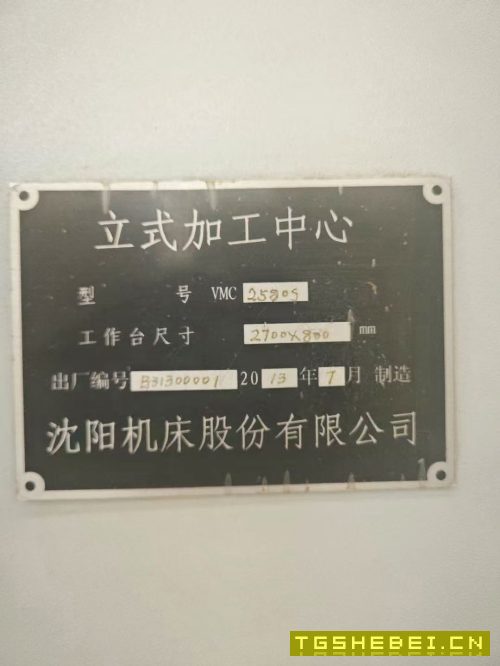 立式加工中心
型 号 VMC 2580S
工作台尺寸 2700X800 mm
出厂编号 B31300001 2013年7月 制造
沈阳机床股份有限公司
TGSHEBEI.CN